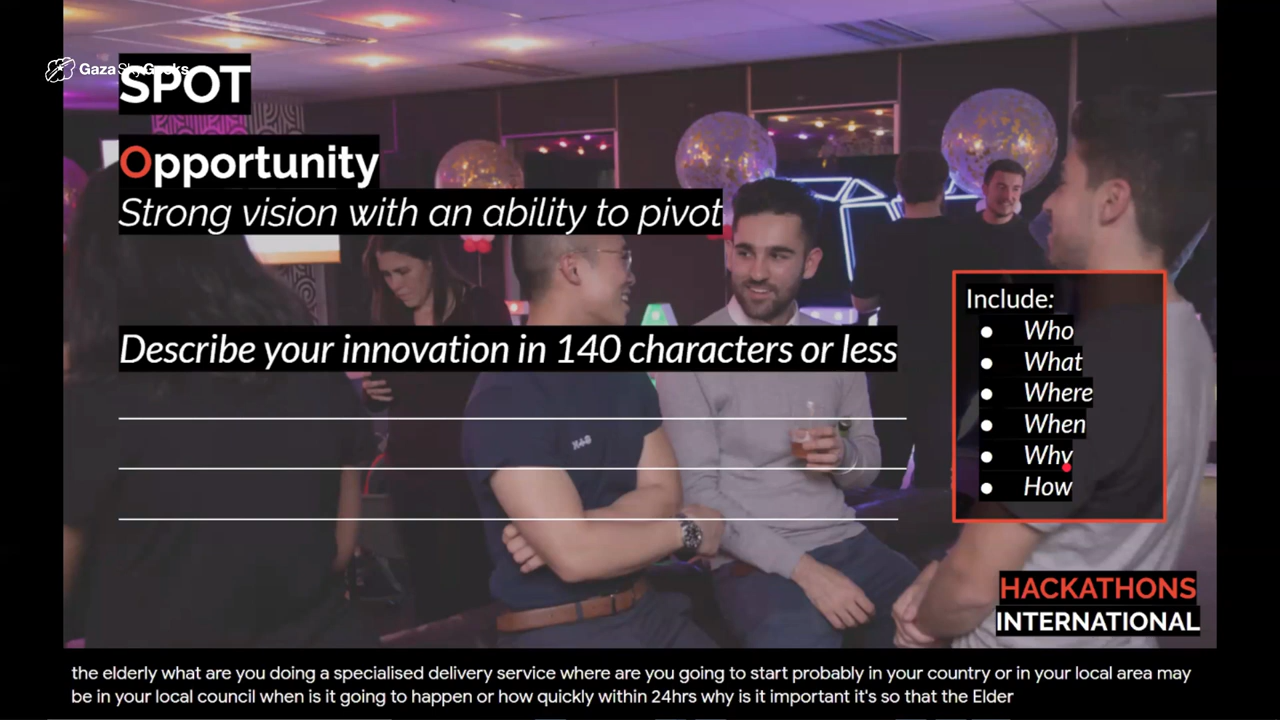 Gaza Sky Geeks
SPOT
Opportunity
Strong vision with an ability to pivot
Describe your innovation in 140 characters or less
Include:
● Who
● What
● Where
● When
● Why
● How
HACKATHONS
INTERNATIONAL
the elderly what are you doing a specialised delivery service where are you going to start probably in your country or in your local area may
be in your local council when is it going to happen or how quickly within 24hrs why is it important it's so that the Elder